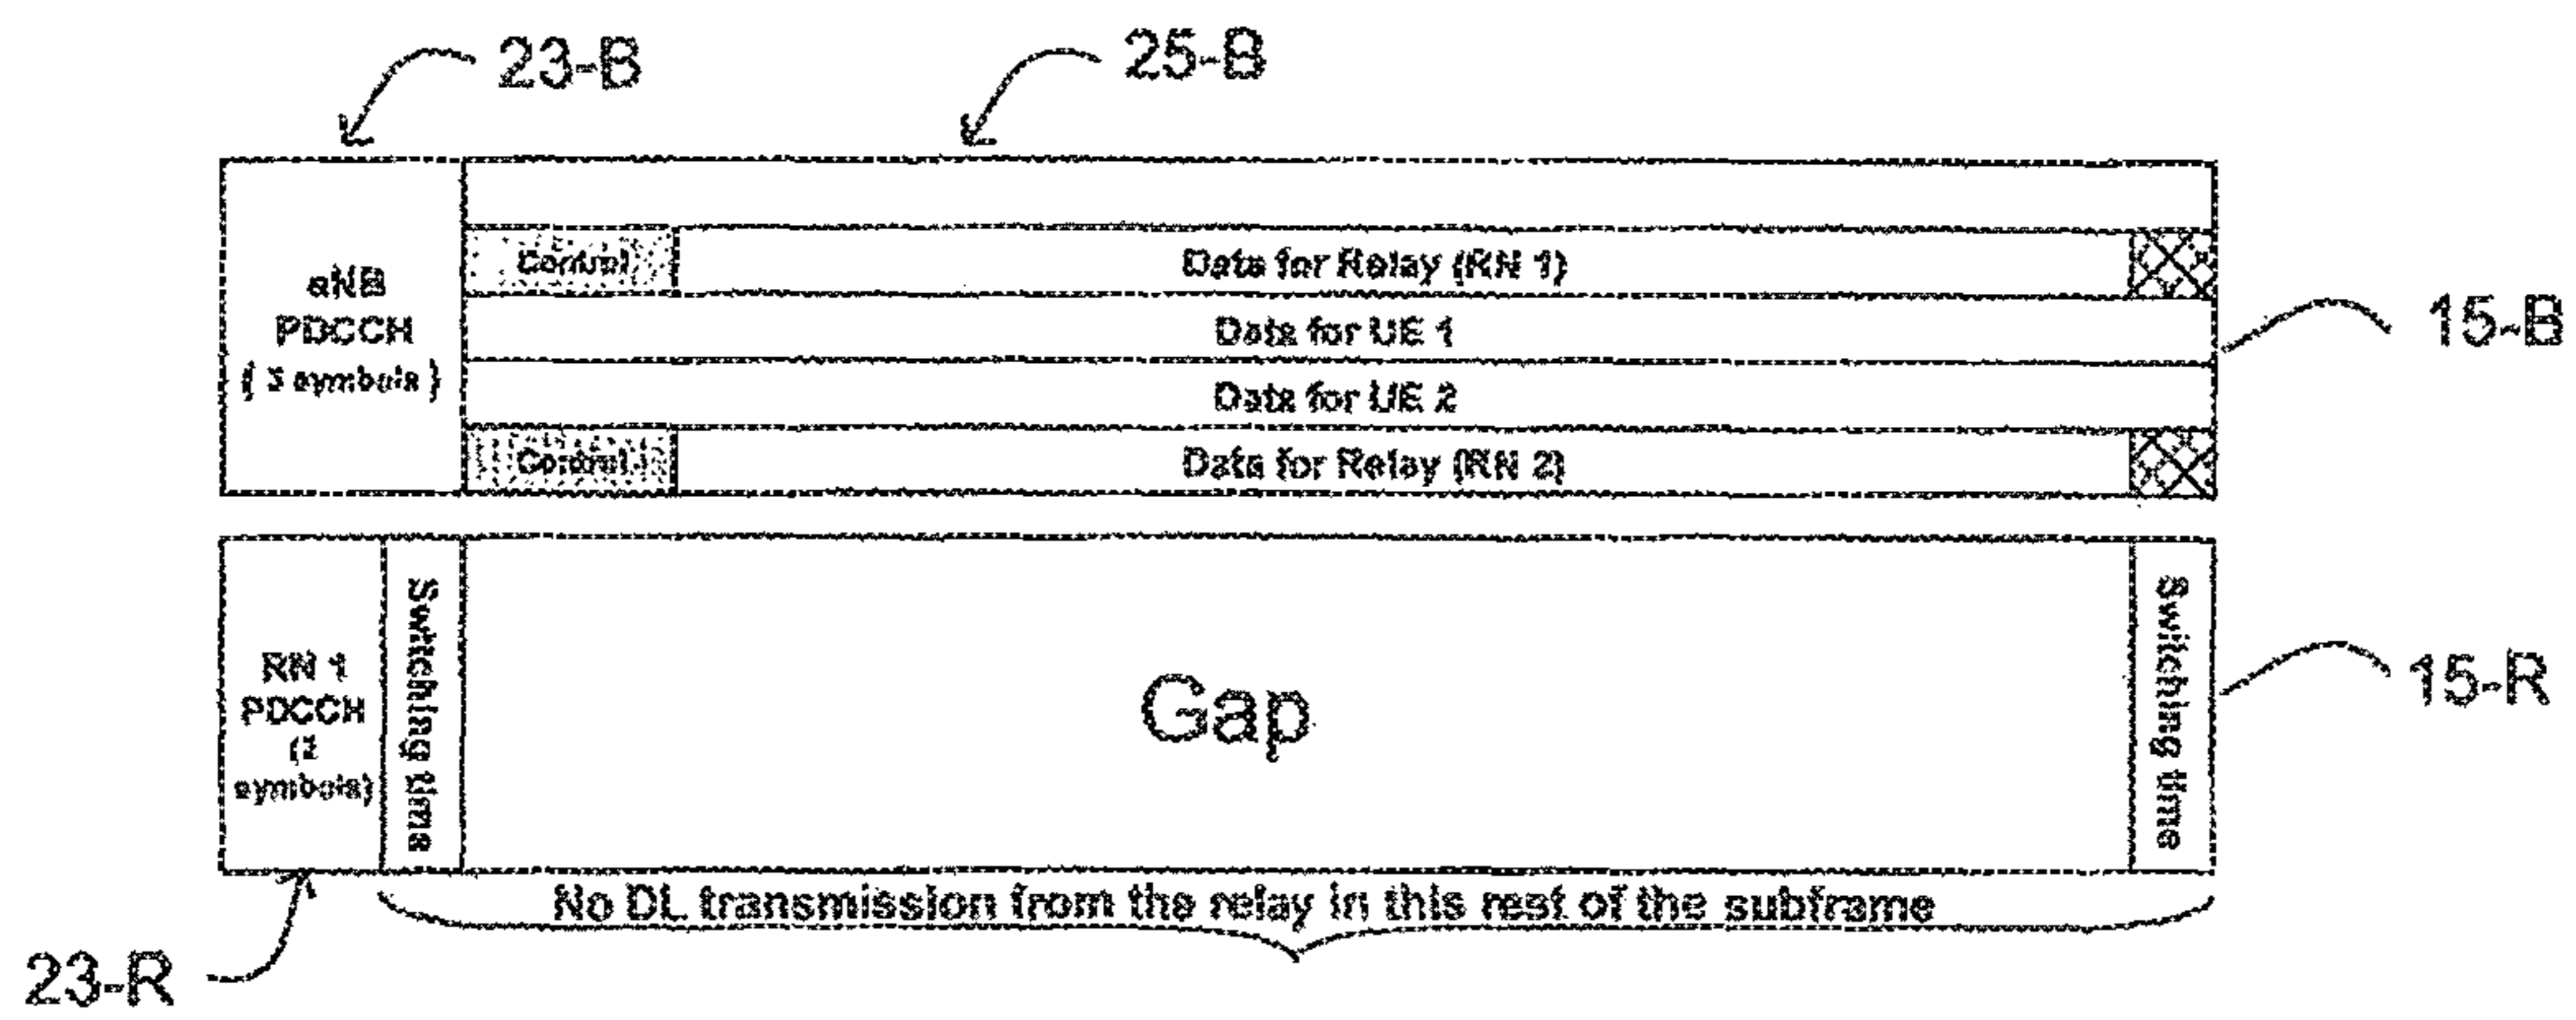 23-B
25-B
eNB
PDCCH
( 3 symbols )
Control
Data for Relay (RN 1)
Data for UE 1
Data for UE 2
Control
Data for Relay (RN 2)
15-B
RN 1
PDCCH
(2
symbols)
Switching time
Gap
Switching time
15-R
No DL transmission from the relay in this rest of the subframe
23-R